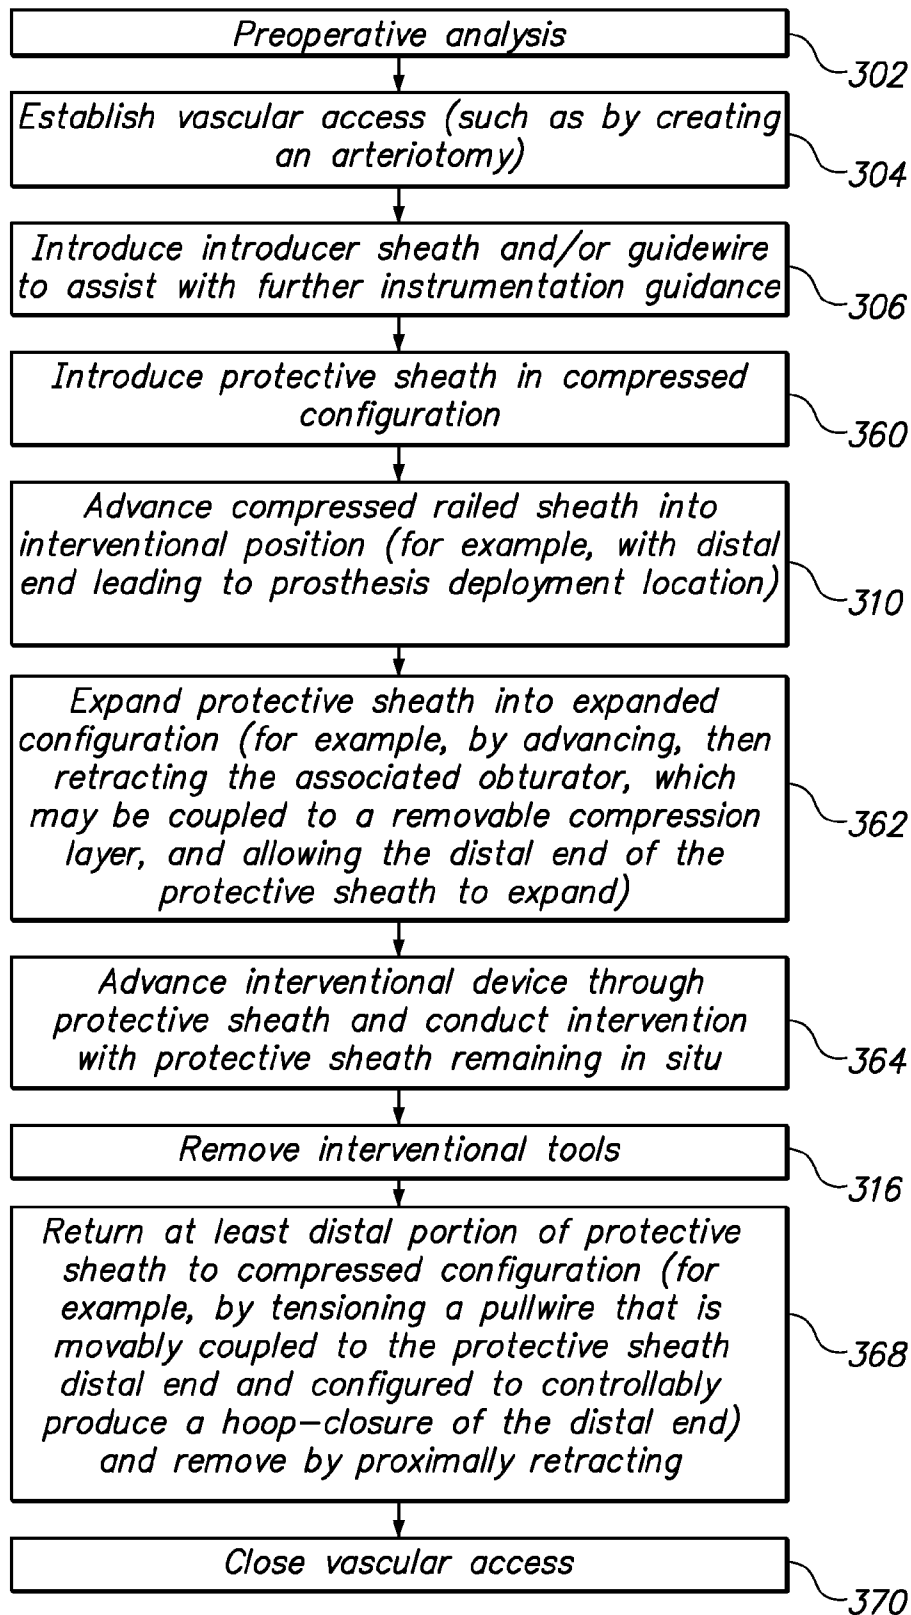 Preoperative analysis
302
Establish vascular access (such as by creating
an arteriotomy)
304
Introduce introducer sheath and/or guidewire
to assist with further instrumentation guidance
306
Introduce protective sheath in compressed
configuration
360
Advance compressed railed sheath into
interventional position (for example, with distal
end leading to prosthesis deployment location)
310
Expand protective sheath into expanded
configuration (for example, by advancing, then
retracting the associated obturator, which
may be coupled to a removable compression
layer, and allowing the distal end of the
protective sheath to expand)
362
Advance interventional device through
protective sheath and conduct intervention
with protective sheath remaining in situ
364
Remove interventional tools
316
Return at least distal portion of protective
sheath to compressed configuration (for
example, by tensioning a pullwire that is
movably coupled to the protective sheath
distal end and configured to controllably
produce a hoop-closure of the distal end)
and remove by proximally retracting
368
Close vascular access
370